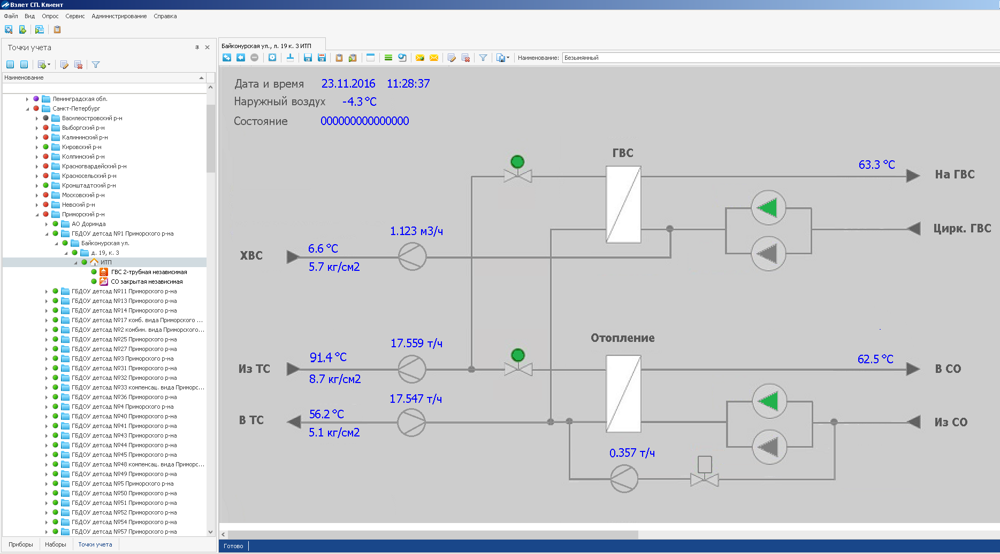 Взлет СП. Клиент
Файл Вид Опрос Сервис Администрирование Справка
Точки учета
Наименование
Ленинградская обл.
Санкт-Петербург
Василеостровский р-н
Выборгский р-н
Калининский р-н
Кировский р-н
Колпинский р-н
Красногвардейский р-н
Красносельский р-н
Кронштадтский р-н
Московский р-н
Невский р-н
Приморский р-н
АО Доринда
ГБДОУ детсад №1 Приморского р-на
Байконурская ул.
д. 19, к. 3
ИТП
ГВС 2-трубная независимая
СО закрытая независимая
ГБДОУ детсад №11 Приморского р-на
ГБДОУ детсад №13 Приморского р-на
ГБДОУ детсад №14 Приморского р-на
ГБДОУ детсад №17 комб. вида Приморского ...
ГБДОУ детсад №2 комбин. вида Приморского...
ГБДОУ детсад №25 Приморского р-на
ГБДОУ детсад №27 Приморского р-на
ГБДОУ детсад №3 Приморского р-на
ГБДОУ детсад №31 Приморского р-на
ГБДОУ детсад №32 Приморского р-на
ГБДОУ детсад №33 компенсац. вида Приморс...
ГБДОУ детсад №36 Приморского р-на
ГБДОУ детсад №4 Приморского р-на
ГБДОУ детсад №40 Приморского р-на
ГБДОУ детсад №41 Приморского р-на
ГБДОУ детсад №43 Приморского р-на
ГБДОУ детсад №44 Приморского р-на
ГБДОУ детсад №45 Приморского р-на
ГБДОУ детсад №48 компенсац. вида Приморс...
ГБДОУ детсад №49 Приморского р-на
ГБДОУ детсад №5 Приморского р-на
ГБДОУ детсад №50 Приморского р-на
ГБДОУ детсад №51 Приморского р-на
ГБДОУ детсад №52 Приморского р-на
ГБДОУ детсад №54 Приморского р-на
ГБДОУ детсад №57 Приморского р-на
Приборы Наборы Точки учета
Байконурская ул., л. 19 к. 3 ИТП
Наименование: Безымянный
Дата и время 23.11.2016 11:28:37
Наружный воздух -4.3 °C
Состояние 000000000000000
ГВС
63.3 °C
На ГВС
Цирк. ГВС
1.123 м3/ч
ХВС
6.6 °C
5.7 кг/см2
Отопление
17.559 т/ч
Из ТС
91.4 °C
8.7 кг/см2
62.5 °C
В СО
17.547 т/ч
В ТС
56.2 °C
5.1 кг/см2
Из СО
0.357 т/ч
Готово